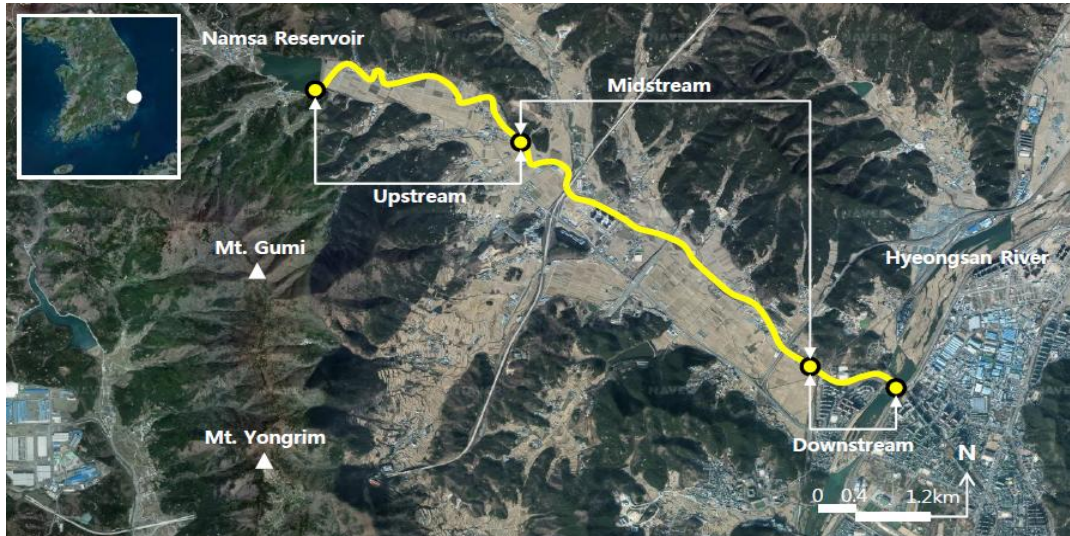 Namsa Reservoir
Midstream
Upstream
Mt. Gumi
Hyeongsan River
Mt. Yongrim
Downstream
N
0 0.4 1.2km